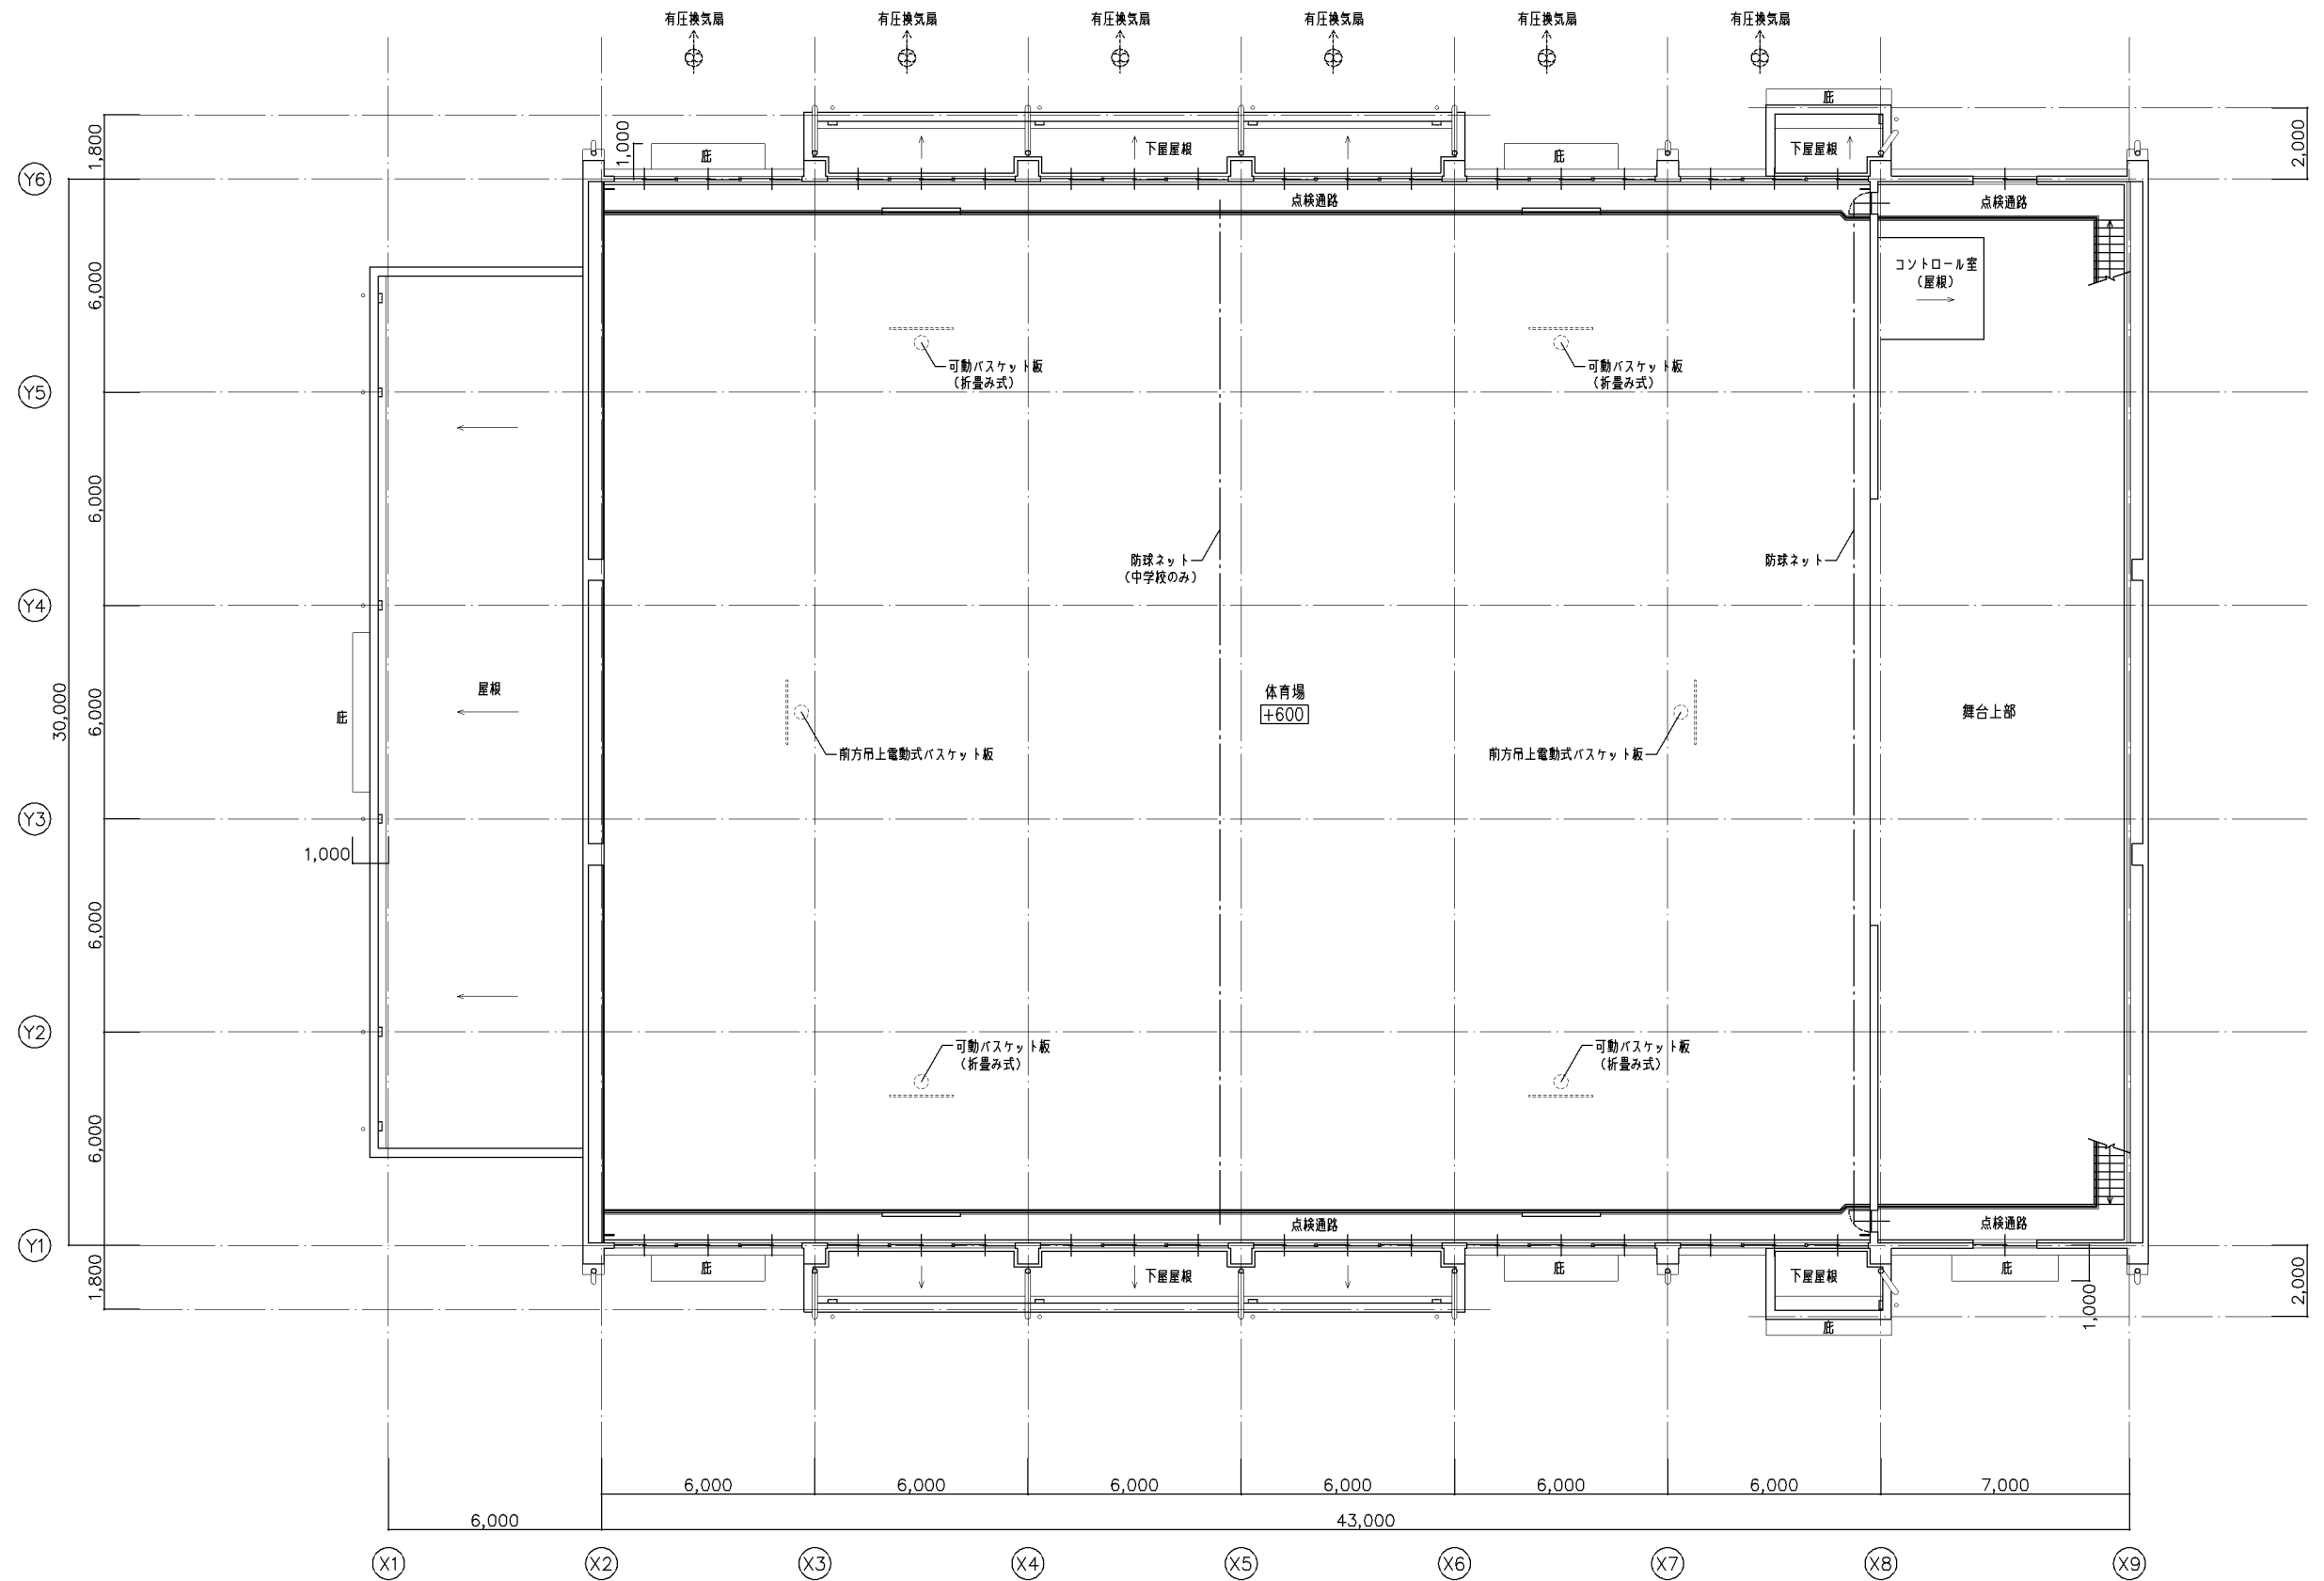 有圧換気扇
有圧換気扇
有圧換気扇
有圧換気扇
有圧換気扇
有圧換気扇
庇
1,800
1,000
庇
下屋屋根
庇
下屋屋根
2,000
Y6
点検通路
点検通路
6,000
コントロール室
(屋根)
可動バスケット板
(折畳み式)
可動バスケット板
(折畳み式)
Y5
6,000
防球ネット
(中学校のみ)
防球ネット
Y4
30,000
6,000
庇
屋根
体育場
+600
舞台上部
前方吊上電動式バスケット板
前方吊上電動式バスケット板
Y3
1,000
6,000
Y2
可動バスケット板
(折畳み式)
可動バスケット板
(折畳み式)
6,000
点検通路
点検通路
Y1
1,800
庇
下屋屋根
庇
下屋屋根
庇
庇
1,000
2,000
6,000
6,000
6,000
6,000
6,000
6,000
7,000
6,000
43,000
X1
X2
X3
X4
X5
X6
X7
X8
X9